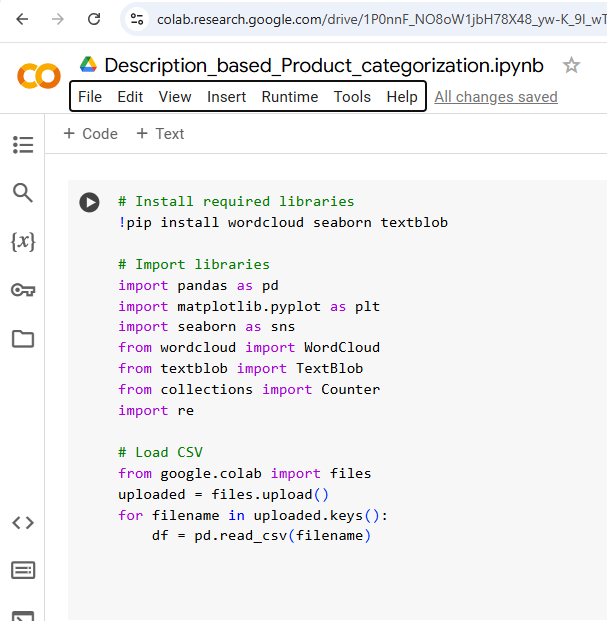 colab.research.google.com/drive/1P0nnF_NO8oW1jbH78X48_yw-K_9I_wT
Description_based_Product_categorization.ipynb
File Edit View Insert Runtime Tools Help All changes saved
+ Code + Text
# Install required libraries
!pip install wordcloud seaborn textblob
# Import libraries
import pandas as pd
import matplotlib.pyplot as plt
import seaborn as sns
from wordcloud import WordCloud
from textblob import TextBlob
from collections import Counter
import re
# Load CSV
from google.colab import files
uploaded = files.upload()
for filename in uploaded.keys():
    df = pd.read_csv(filename)